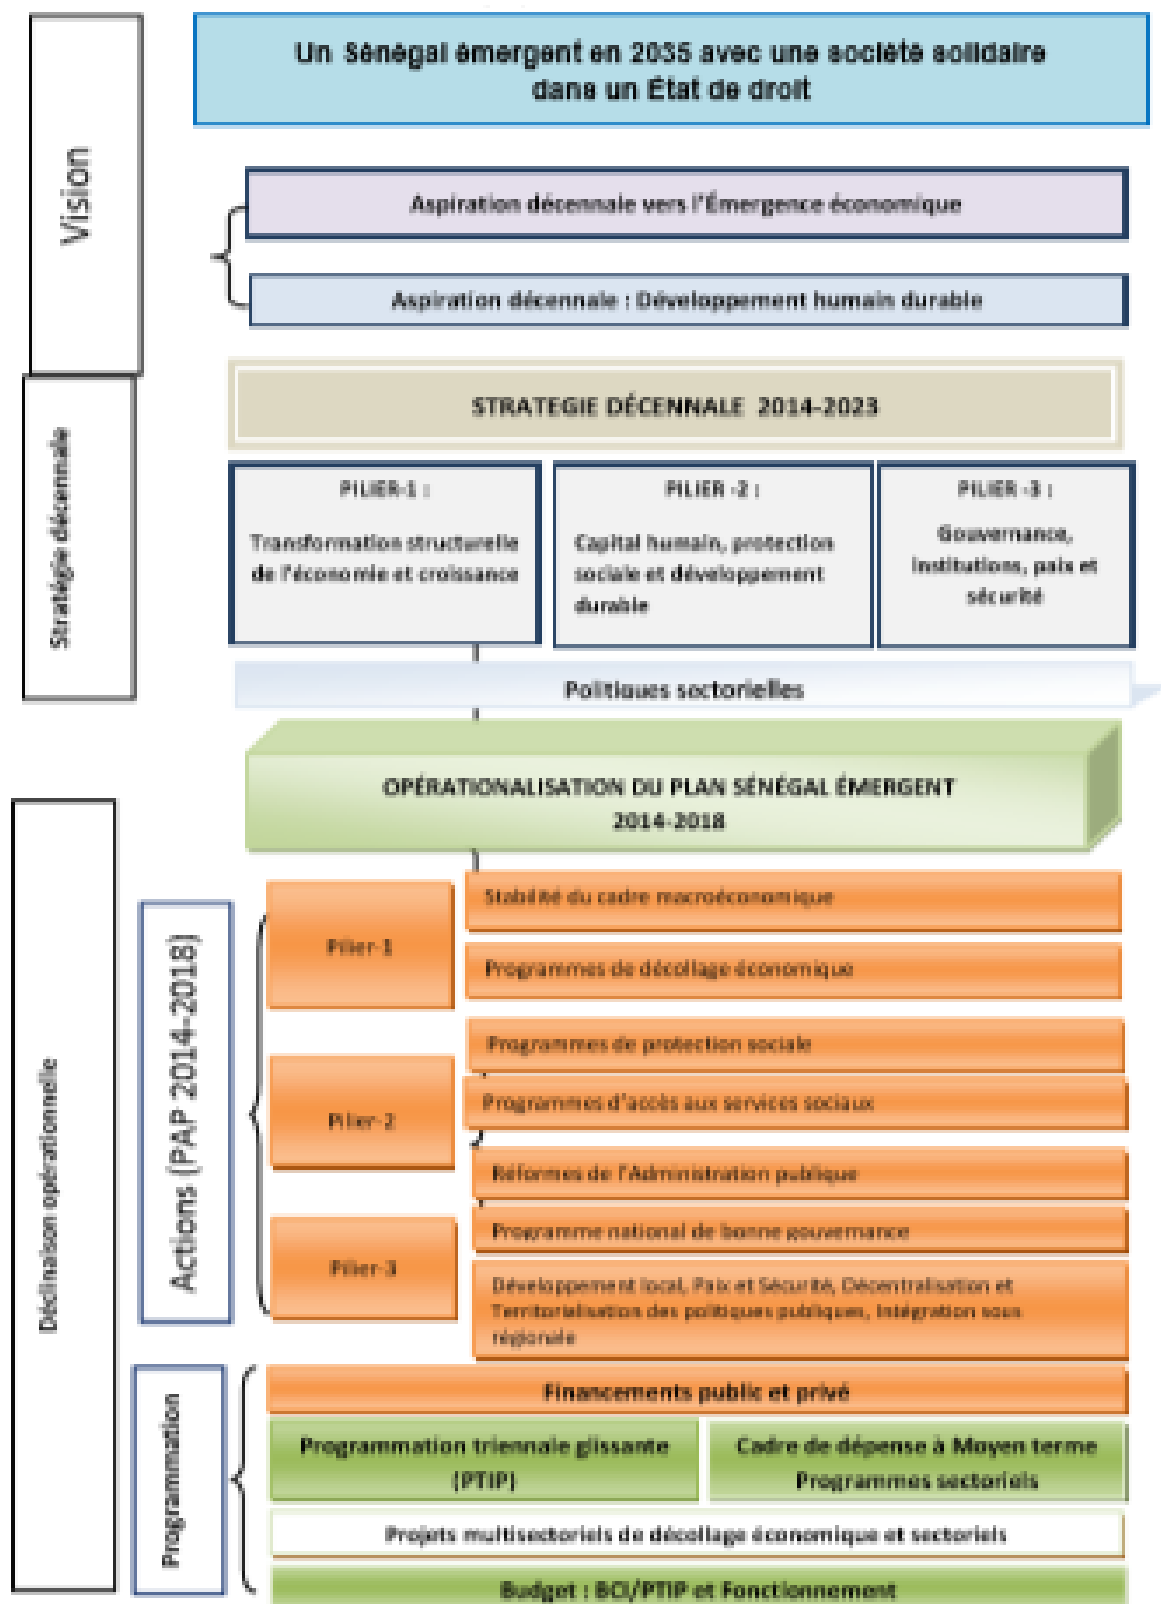 Un Sénégal émergent en 2035 avec une société solidaire
dans un État de droit
Vision
Aspiration décennale vers l'Émergence économique
Aspiration décennale : Développement humain durable
Stratégie décennale
STRATEGIE DÉCENNALE 2014-2023
PILIER-1 :
Transformation structurelle
de l'économie et croissance
PILIER -2 :
Capital humain, protection
sociale et développement
durable
PILIER -3 :
Gouvernance,
institutions, paix et
sécurité
Politiques sectorielles
OPÉRATIONALISATION DU PLAN SÉNÉGAL ÉMERGENT
2014-2018
Déclinaison opérationnelle
Actions (PAP 2014-2018)
Pilier-1
Stabilité du cadre macroéconomique
Programmes de décollage économique
Pilier-2
Programmes de protection sociale
Programmes d'accès aux services sociaux
Pilier-3
Réformes de l'Administration publique
Programme national de bonne gouvernance
Développement local, Paix et Sécurité, Décentralisation et
Territorialisation des politiques publiques, Intégration sous
régionale
Programmation
Financements public et privé
Programmation triennale glissante
(PTIP)
Cadre de dépense à Moyen terme
Programmes sectoriels
Projets multisectoriels de décollage économique et sectoriels
Budget : BCI/PTIP et Fonctionnement